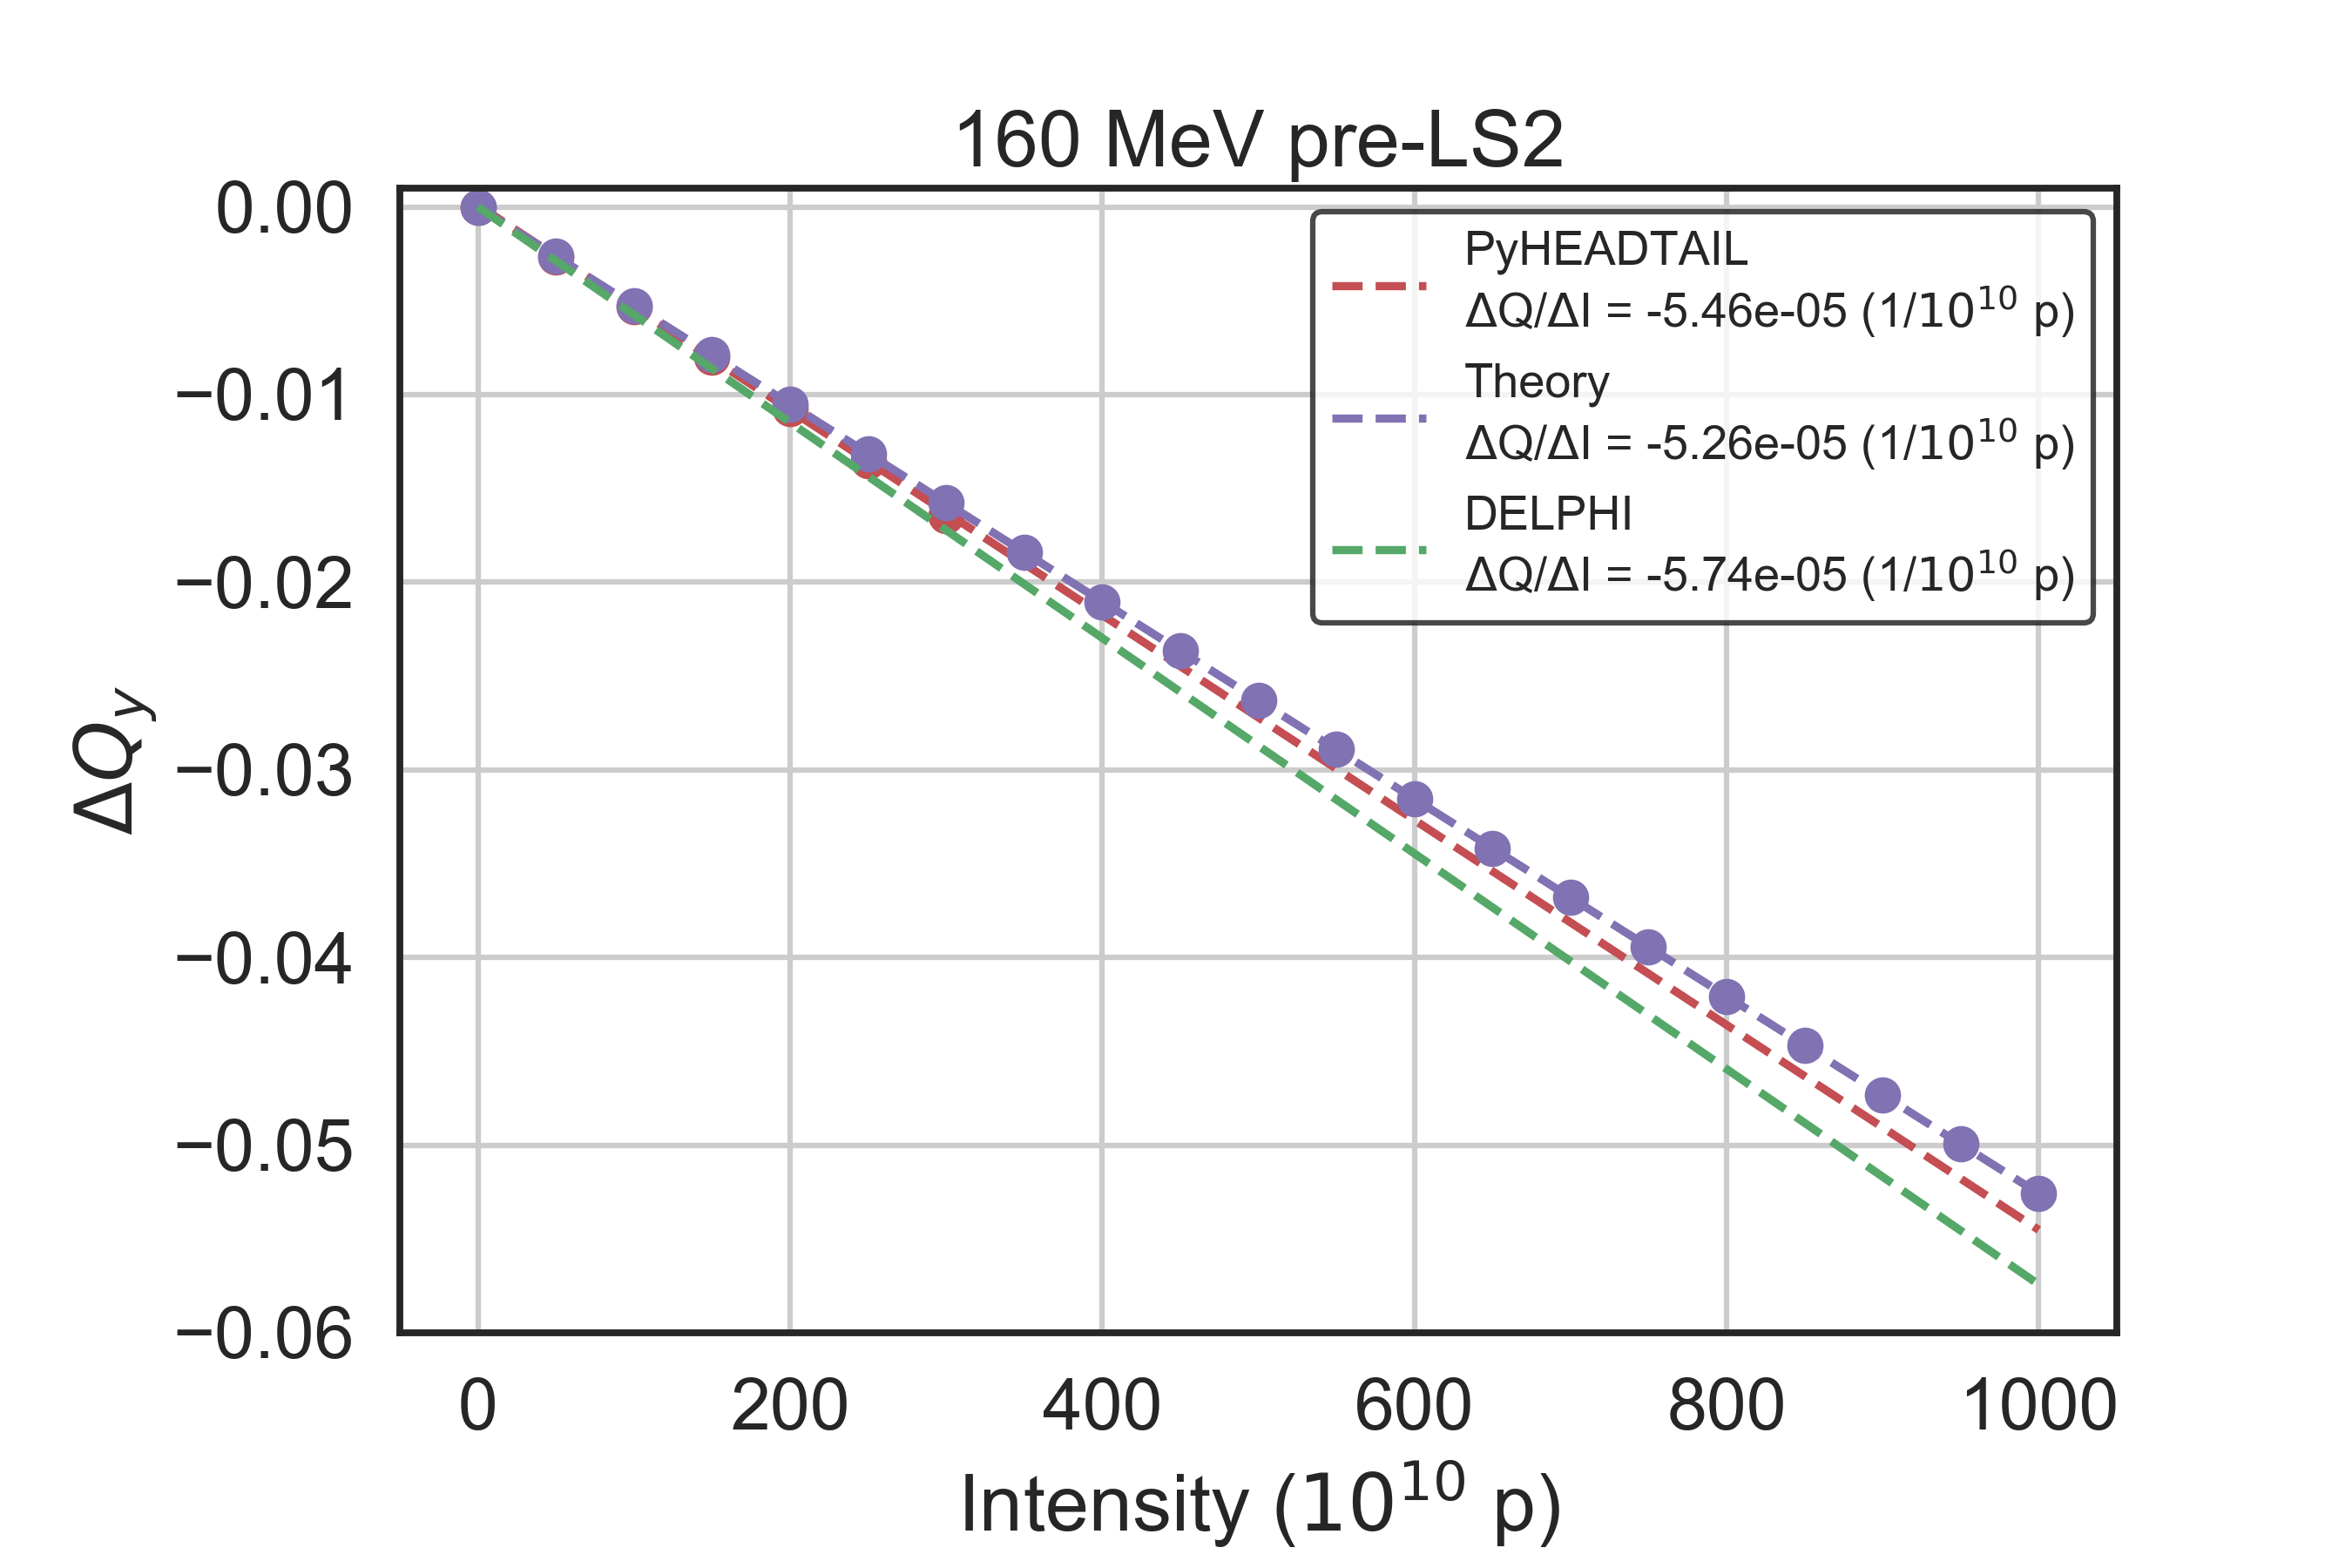 160 MeV pre-LS2
0.00
−0.01
−0.02
−0.03
−0.04
−0.05
−0.06
ΔQ_y
PyHEADTAIL
ΔQ/ΔI = -5.46e-05 (1/10¹⁰ p)
Theory
ΔQ/ΔI = -5.26e-05 (1/10¹⁰ p)
DELPHI
ΔQ/ΔI = -5.74e-05 (1/10¹⁰ p)
0 200 400 600 800 1000
Intensity (10¹⁰ p)